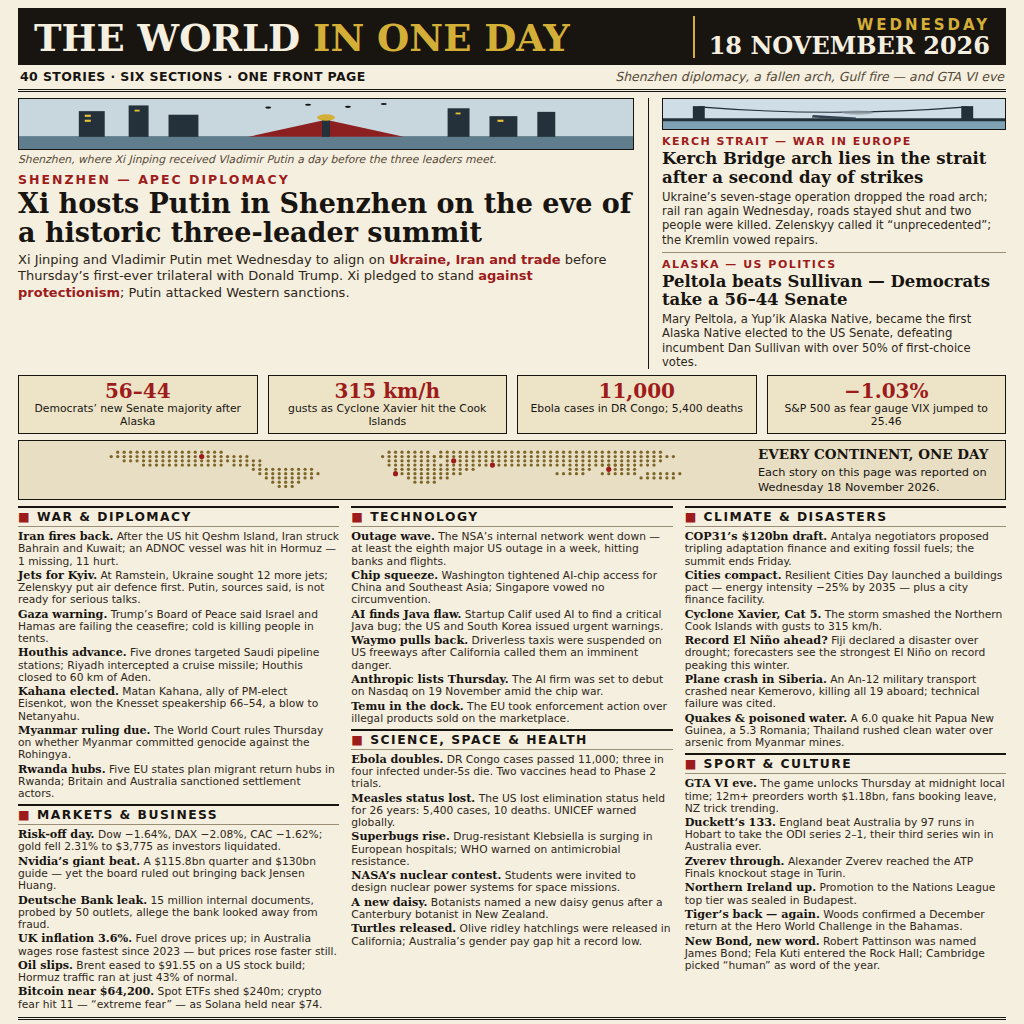 THE WORLD IN ONE DAY
WEDNESDAY
18 NOVEMBER 2026
40 STORIES · SIX SECTIONS · ONE FRONT PAGE
Shenzhen diplomacy, a fallen arch, Gulf fire — and GTA VI eve
Shenzhen, where Xi Jinping received Vladimir Putin a day before the three leaders meet.
SHENZHEN — APEC DIPLOMACY
Xi hosts Putin in Shenzhen on the eve of
a historic three-leader summit
Xi Jinping and Vladimir Putin met Wednesday to align on Ukraine, Iran and trade before
Thursday’s first-ever trilateral with Donald Trump. Xi pledged to stand against
protectionism; Putin attacked Western sanctions.
KERCH STRAIT — WAR IN EUROPE
Kerch Bridge arch lies in the strait
after a second day of strikes
Ukraine’s seven-stage operation dropped the road arch;
rail ran again Wednesday, roads stayed shut and two
people were killed. Zelenskyy called it “unprecedented”;
the Kremlin vowed repairs.
ALASKA — US POLITICS
Peltola beats Sullivan — Democrats
take a 56–44 Senate
Mary Peltola, a Yup’ik Alaska Native, became the first
Alaska Native elected to the US Senate, defeating
incumbent Dan Sullivan with over 50% of first-choice
votes.
56–44
Democrats’ new Senate majority after
Alaska
315 km/h
gusts as Cyclone Xavier hit the Cook
Islands
11,000
Ebola cases in DR Congo; 5,400 deaths
−1.03%
S&P 500 as fear gauge VIX jumped to
25.46
EVERY CONTINENT, ONE DAY
Each story on this page was reported on
Wednesday 18 November 2026.
WAR & DIPLOMACY
Iran fires back. After the US hit Qeshm Island, Iran struck
Bahrain and Kuwait; an ADNOC vessel was hit in Hormuz —
1 missing, 11 hurt.
Jets for Kyiv. At Ramstein, Ukraine sought 12 more jets;
Zelenskyy put air defence first. Putin, sources said, is not
ready for serious talks.
Gaza warning. Trump’s Board of Peace said Israel and
Hamas are failing the ceasefire; cold is killing people in
tents.
Houthis advance. Five drones targeted Saudi pipeline
stations; Riyadh intercepted a cruise missile; Houthis
closed to 60 km of Aden.
Kahana elected. Matan Kahana, ally of PM-elect
Eisenkot, won the Knesset speakership 66–54, a blow to
Netanyahu.
Myanmar ruling due. The World Court rules Thursday
on whether Myanmar committed genocide against the
Rohingya.
Rwanda hubs. Five EU states plan migrant return hubs in
Rwanda; Britain and Australia sanctioned settlement
actors.
MARKETS & BUSINESS
Risk-off day. Dow −1.64%, DAX −2.08%, CAC −1.62%;
gold fell 2.31% to $3,775 as investors liquidated.
Nvidia’s giant beat. A $115.8bn quarter and $130bn
guide — yet the board ruled out bringing back Jensen
Huang.
Deutsche Bank leak. 15 million internal documents,
probed by 50 outlets, allege the bank looked away from
fraud.
UK inflation 3.6%. Fuel drove prices up; in Australia
wages rose fastest since 2023 — but prices rose faster still.
Oil slips. Brent eased to $91.55 on a US stock build;
Hormuz traffic ran at just 43% of normal.
Bitcoin near $64,200. Spot ETFs shed $240m; crypto
fear hit 11 — “extreme fear” — as Solana held near $74.
TECHNOLOGY
Outage wave. The NSA’s internal network went down —
at least the eighth major US outage in a week, hitting
banks and flights.
Chip squeeze. Washington tightened AI-chip access for
China and Southeast Asia; Singapore vowed no
circumvention.
AI finds Java flaw. Startup Calif used AI to find a critical
Java bug; the US and South Korea issued urgent warnings.
Waymo pulls back. Driverless taxis were suspended on
US freeways after California called them an imminent
danger.
Anthropic lists Thursday. The AI firm was set to debut
on Nasdaq on 19 November amid the chip war.
Temu in the dock. The EU took enforcement action over
illegal products sold on the marketplace.
SCIENCE, SPACE & HEALTH
Ebola doubles. DR Congo cases passed 11,000; three in
four infected under-5s die. Two vaccines head to Phase 2
trials.
Measles status lost. The US lost elimination status held
for 26 years: 5,400 cases, 10 deaths. UNICEF warned
globally.
Superbugs rise. Drug-resistant Klebsiella is surging in
European hospitals; WHO warned on antimicrobial
resistance.
NASA’s nuclear contest. Students were invited to
design nuclear power systems for space missions.
A new daisy. Botanists named a new daisy genus after a
Canterbury botanist in New Zealand.
Turtles released. Olive ridley hatchlings were released in
California; Australia’s gender pay gap hit a record low.
CLIMATE & DISASTERS
COP31’s $120bn draft. Antalya negotiators proposed
tripling adaptation finance and exiting fossil fuels; the
summit ends Friday.
Cities compact. Resilient Cities Day launched a buildings
pact — energy intensity −25% by 2035 — plus a city
finance facility.
Cyclone Xavier, Cat 5. The storm smashed the Northern
Cook Islands with gusts to 315 km/h.
Record El Niño ahead? Fiji declared a disaster over
drought; forecasters see the strongest El Niño on record
peaking this winter.
Plane crash in Siberia. An An-12 military transport
crashed near Kemerovo, killing all 19 aboard; technical
failure was cited.
Quakes & poisoned water. A 6.0 quake hit Papua New
Guinea, a 5.3 Romania; Thailand rushed clean water over
arsenic from Myanmar mines.
SPORT & CULTURE
GTA VI eve. The game unlocks Thursday at midnight local
time; 12m+ preorders worth $1.18bn, fans booking leave,
NZ trick trending.
Duckett’s 133. England beat Australia by 97 runs in
Hobart to take the ODI series 2–1, their third series win in
Australia ever.
Zverev through. Alexander Zverev reached the ATP
Finals knockout stage in Turin.
Northern Ireland up. Promotion to the Nations League
top tier was sealed in Budapest.
Tiger’s back — again. Woods confirmed a December
return at the Hero World Challenge in the Bahamas.
New Bond, new word. Robert Pattinson was named
James Bond; Fela Kuti entered the Rock Hall; Cambridge
picked “human” as word of the year.